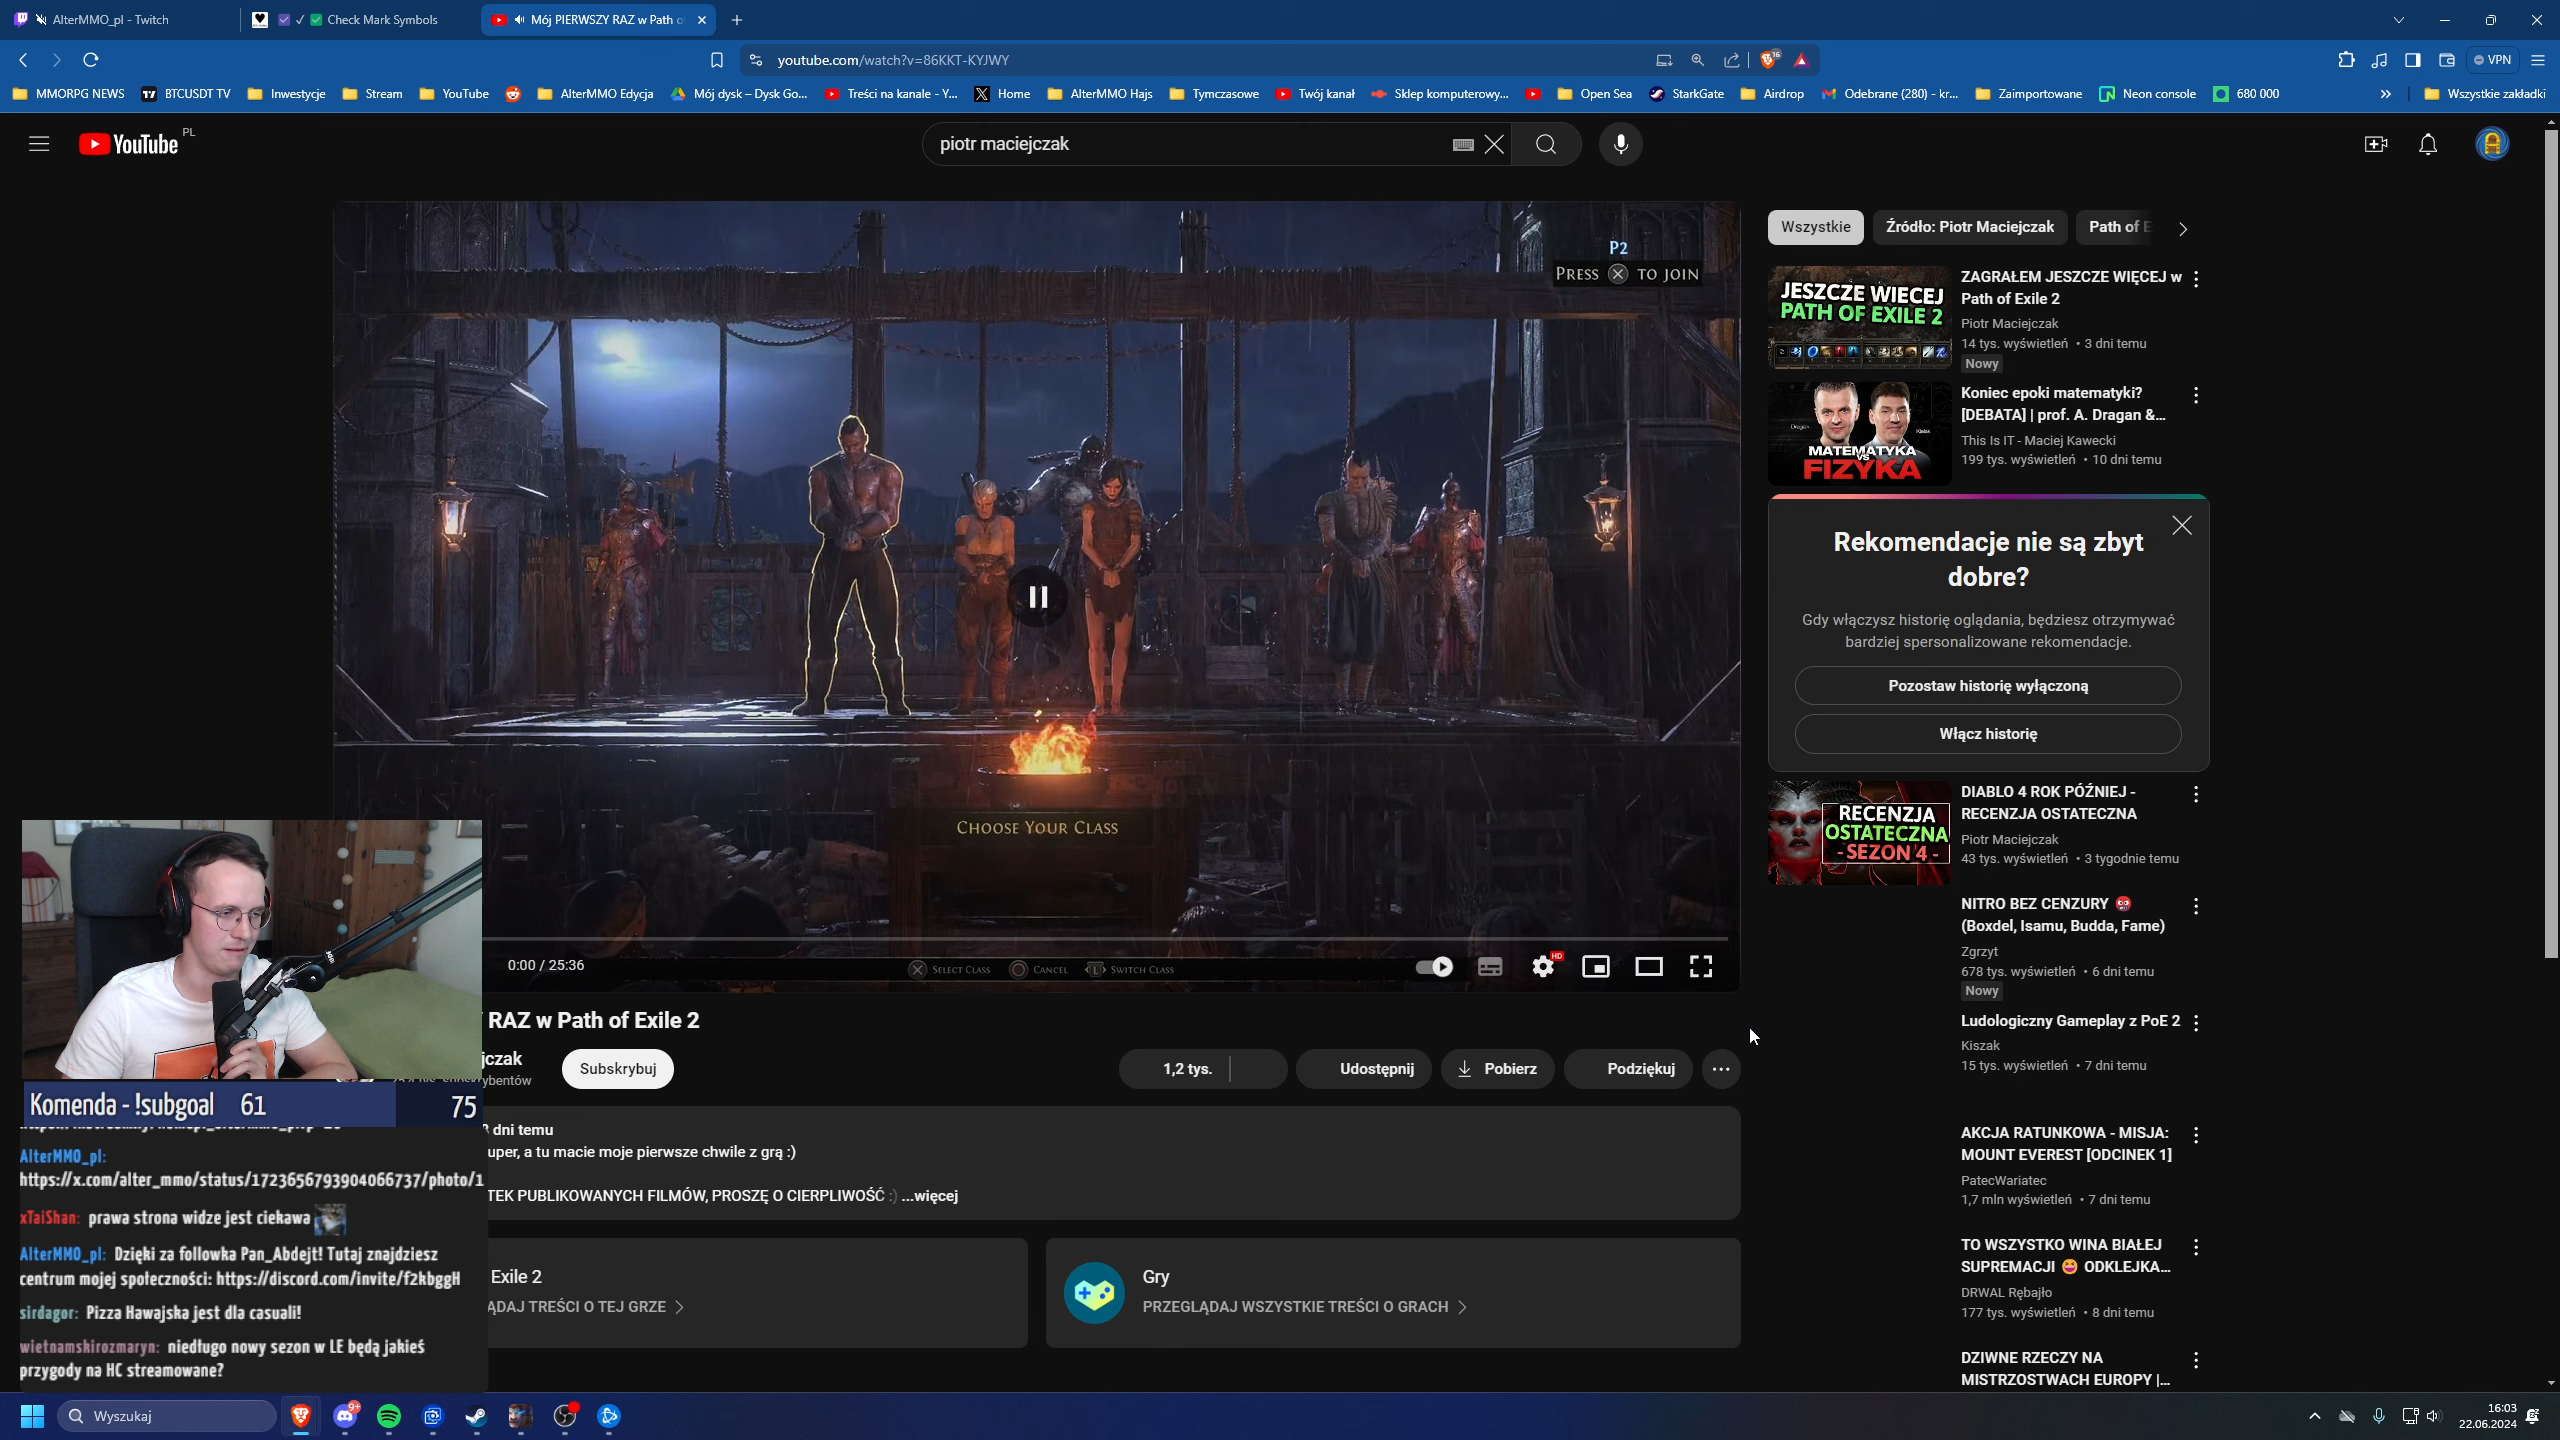 AlterMMO_pl - Twitch
Check Mark Symbols
Mój PIERWSZY RAZ w Path o
youtube.com/watch?v=86KKT-KYJWY
VPN
MMORPG NEWS
BTCUSDT TV
Inwestycje
Stream
YouTube
AlterMMO Edycja
Mój dysk – Dysk Go...
Treści na kanale - Y...
Home
AlterMMO Hajs
Tymczasowe
Twój kanał
Sklep komputerowy...
Open Sea
StarkGate
Airdrop
Odebrane (280) - kr...
Zaimportowane
Neon console
680 000
Wszystkie zakładki
YouTube PL
piotr maciejczak
P2
PRESS X TO JOIN
CHOOSE YOUR CLASS
0:00 / 25:36
SELECT CLASS
CANCEL
L
SWITCH CLASS
HD
RAZ w Path of Exile 2
jczak
Subskrybuj
1,2 tys.
Udostępnij
Pobierz
Podziękuj
dni temu
uper, a tu macie moje pierwsze chwile z grą :)
TEK PUBLIKOWANYCH FILMÓW, PROSZĘ O CIERPLIWOŚĆ :) ...więcej
Exile 2
ĄDAJ TREŚCI O TEJ GRZE
Gry
PRZEGLĄDAJ WSZYSTKIE TREŚCI O GRACH
Wszystkie
Źródło: Piotr Maciejczak
Path of E
JESZCZE WIECEJ
PATH OF EXILE 2
ZAGRAŁEM JESZCZE WIĘCEJ w
Path of Exile 2
Piotr Maciejczak
14 tys. wyświetleń • 3 dni temu
Nowy
Dragan
Kielak
MATEMATYKA
VS
FIZYKA
Koniec epoki matematyki?
[DEBATA] | prof. A. Dragan &...
This Is IT - Maciej Kawecki
199 tys. wyświetleń • 10 dni temu
Rekomendacje nie są zbyt
dobre?
Gdy włączysz historię oglądania, będziesz otrzymywać
bardziej spersonalizowane rekomendacje.
Pozostaw historię wyłączoną
Włącz historię
RECENZJA
OSTATECZNA
- SEZON 4 -
DIABLO 4 ROK PÓŹNIEJ -
RECENZJA OSTATECZNA
Piotr Maciejczak
43 tys. wyświetleń • 3 tygodnie temu
NITRO BEZ CENZURY 🤬
(Boxdel, Isamu, Budda, Fame)
Zgrzyt
678 tys. wyświetleń • 6 dni temu
Nowy
Ludologiczny Gameplay z PoE 2
Kiszak
15 tys. wyświetleń • 7 dni temu
AKCJA RATUNKOWA - MISJA:
MOUNT EVEREST [ODCINEK 1]
PatecWariatec
1,7 mln wyświetleń • 7 dni temu
TO WSZYSTKO WINA BIAŁEJ
SUPREMACJI 😆 ODKLEJKA...
DRWAL Rębajło
177 tys. wyświetleń • 8 dni temu
DZIWNE RZECZY NA
MISTRZOSTWACH EUROPY |...
Komenda - !subgoal 61 75
AlterMMO_pl:
https://x.com/alter_mmo/status/1723656793904066737/photo/1
xTaiShan: prawa strona widze jest ciekawa
AlterMMO_pl: Dzięki za followka Pan_Abdejt! Tutaj znajdziesz
centrum mojej społeczności: https://discord.com/invite/f2kbggH
sirdagor: Pizza Hawajska jest dla casuali!
wietnamskirozmaryn: niedługo nowy sezon w LE będą jakieś
przygody na HC streamowane?
Wyszukaj
9+
16:03
22.06.2024